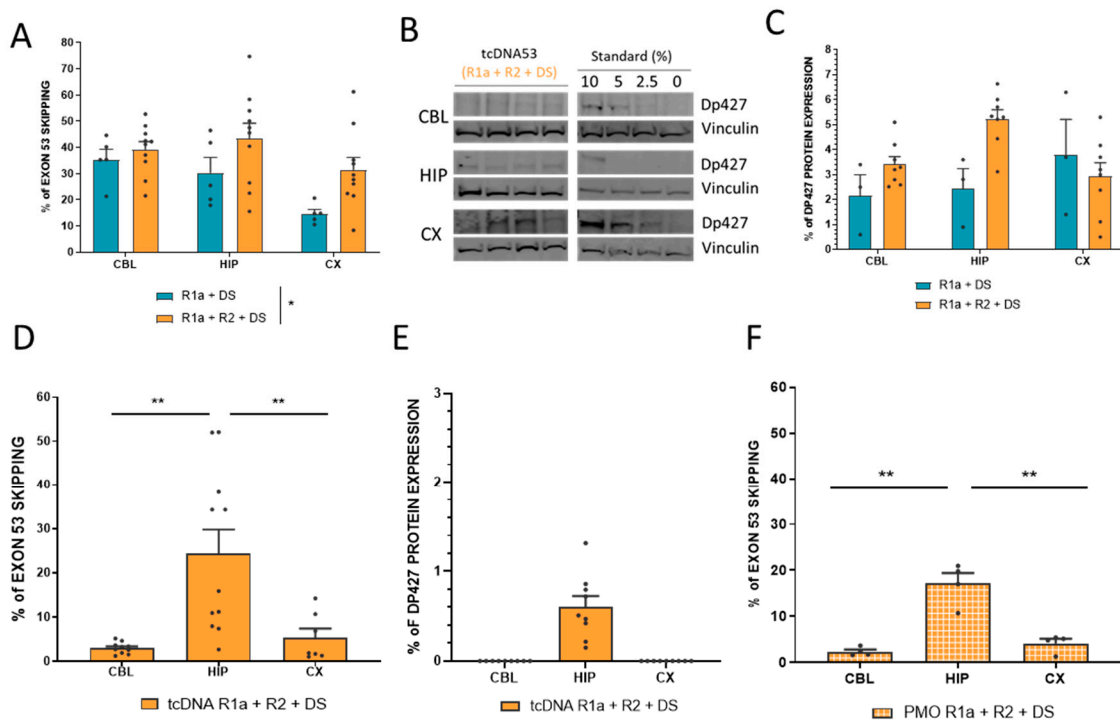 A
% of EXON 53 SKIPPING
80
70
60
50
40
30
20
10
0
CBL HIP CX
R1a + DS
R1a + R2 + DS
*
B
tcDNA53 Standard (%)
(R1a + R2 + DS) 10 5 2.5 0
CBL Dp427
Vinculin
HIP Dp427
Vinculin
CX Dp427
Vinculin
C
% of DP427 PROTEIN EXPRESSION
8
7
6
5
4
3
2
1
0
CBL HIP CX
R1a + DS
R1a + R2 + DS
D
% of EXON 53 SKIPPING
60
50
40
30
20
10
0
** **
CBL HIP CX
tcDNA R1a + R2 + DS
E
% of DP427 PROTEIN EXPRESSION
3
2
1
0
CBL HIP CX
tcDNA R1a + R2 + DS
F
% of EXON 53 SKIPPING
60
50
40
30
20
10
0
** **
CBL HIP CX
PMO R1a + R2 + DS